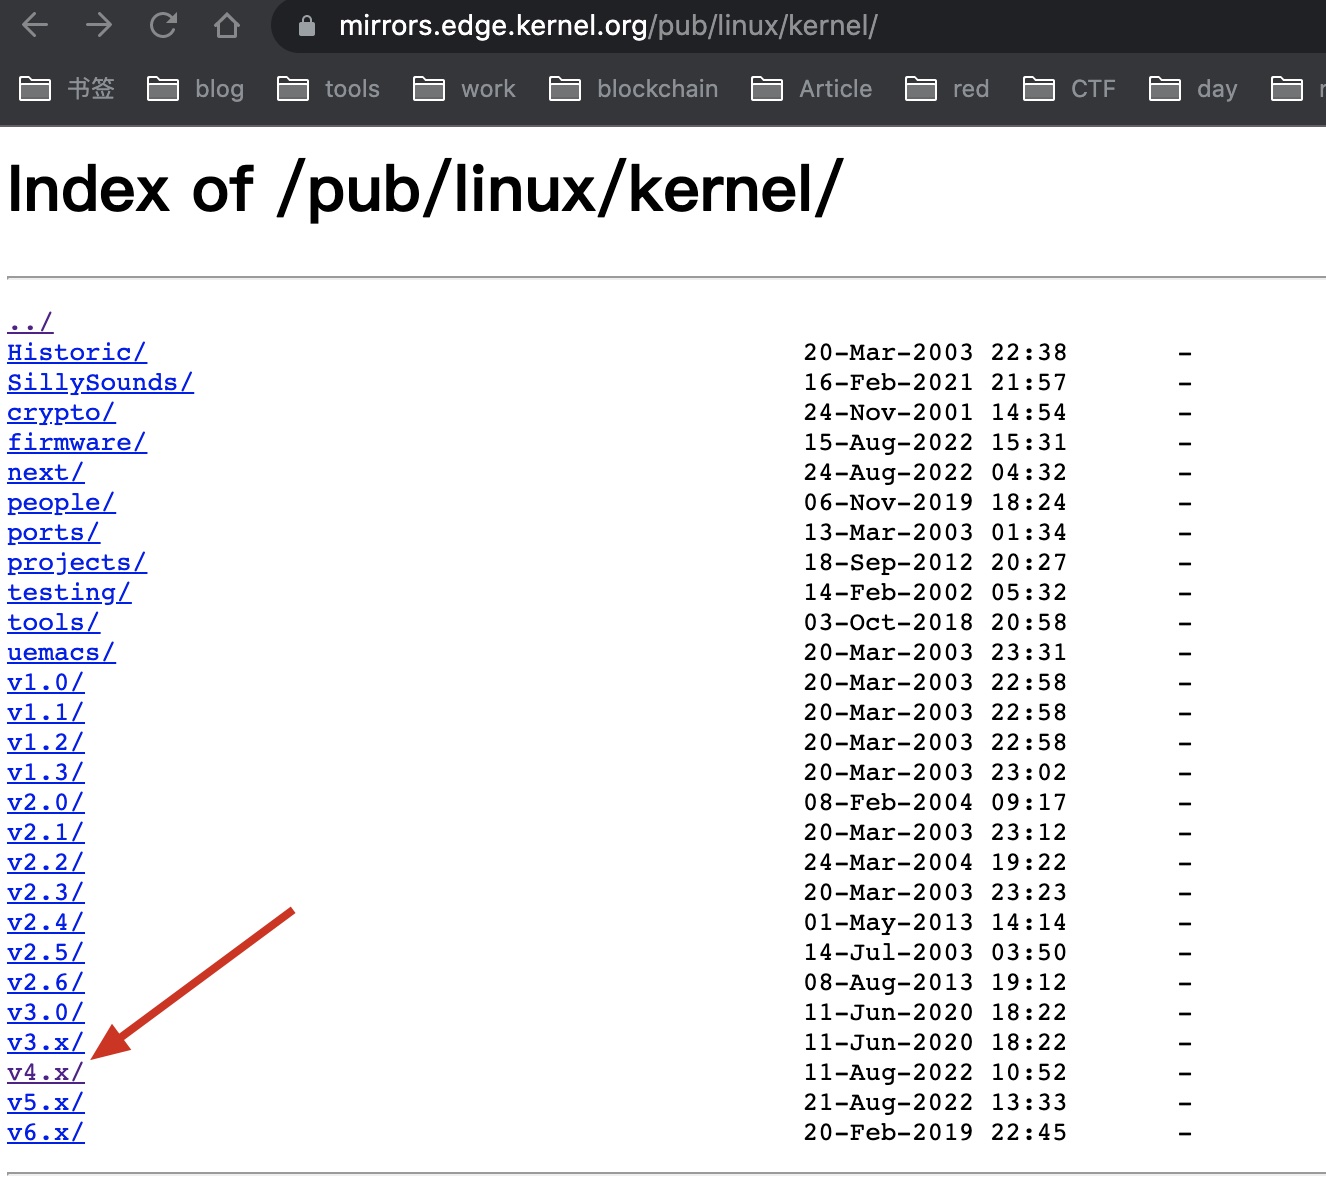 mirrors.edge.kernel.org/pub/linux/kernel/
书签 blog tools work blockchain Article red CTF day
Index of /pub/linux/kernel/
../
Historic/ 20-Mar-2003 22:38 -
SillySounds/ 16-Feb-2021 21:57 -
crypto/ 24-Nov-2001 14:54 -
firmware/ 15-Aug-2022 15:31 -
next/ 24-Aug-2022 04:32 -
people/ 06-Nov-2019 18:24 -
ports/ 13-Mar-2003 01:34 -
projects/ 18-Sep-2012 20:27 -
testing/ 14-Feb-2002 05:32 -
tools/ 03-Oct-2018 20:58 -
uemacs/ 20-Mar-2003 23:31 -
v1.0/ 20-Mar-2003 22:58 -
v1.1/ 20-Mar-2003 22:58 -
v1.2/ 20-Mar-2003 22:58 -
v1.3/ 20-Mar-2003 23:02 -
v2.0/ 08-Feb-2004 09:17 -
v2.1/ 20-Mar-2003 23:12 -
v2.2/ 24-Mar-2004 19:22 -
v2.3/ 20-Mar-2003 23:23 -
v2.4/ 01-May-2013 14:14 -
v2.5/ 14-Jul-2003 03:50 -
v2.6/ 08-Aug-2013 19:12 -
v3.0/ 11-Jun-2020 18:22 -
v3.x/ 11-Jun-2020 18:22 -
v4.x/ 11-Aug-2022 10:52 -
v5.x/ 21-Aug-2022 13:33 -
v6.x/ 20-Feb-2019 22:45 -